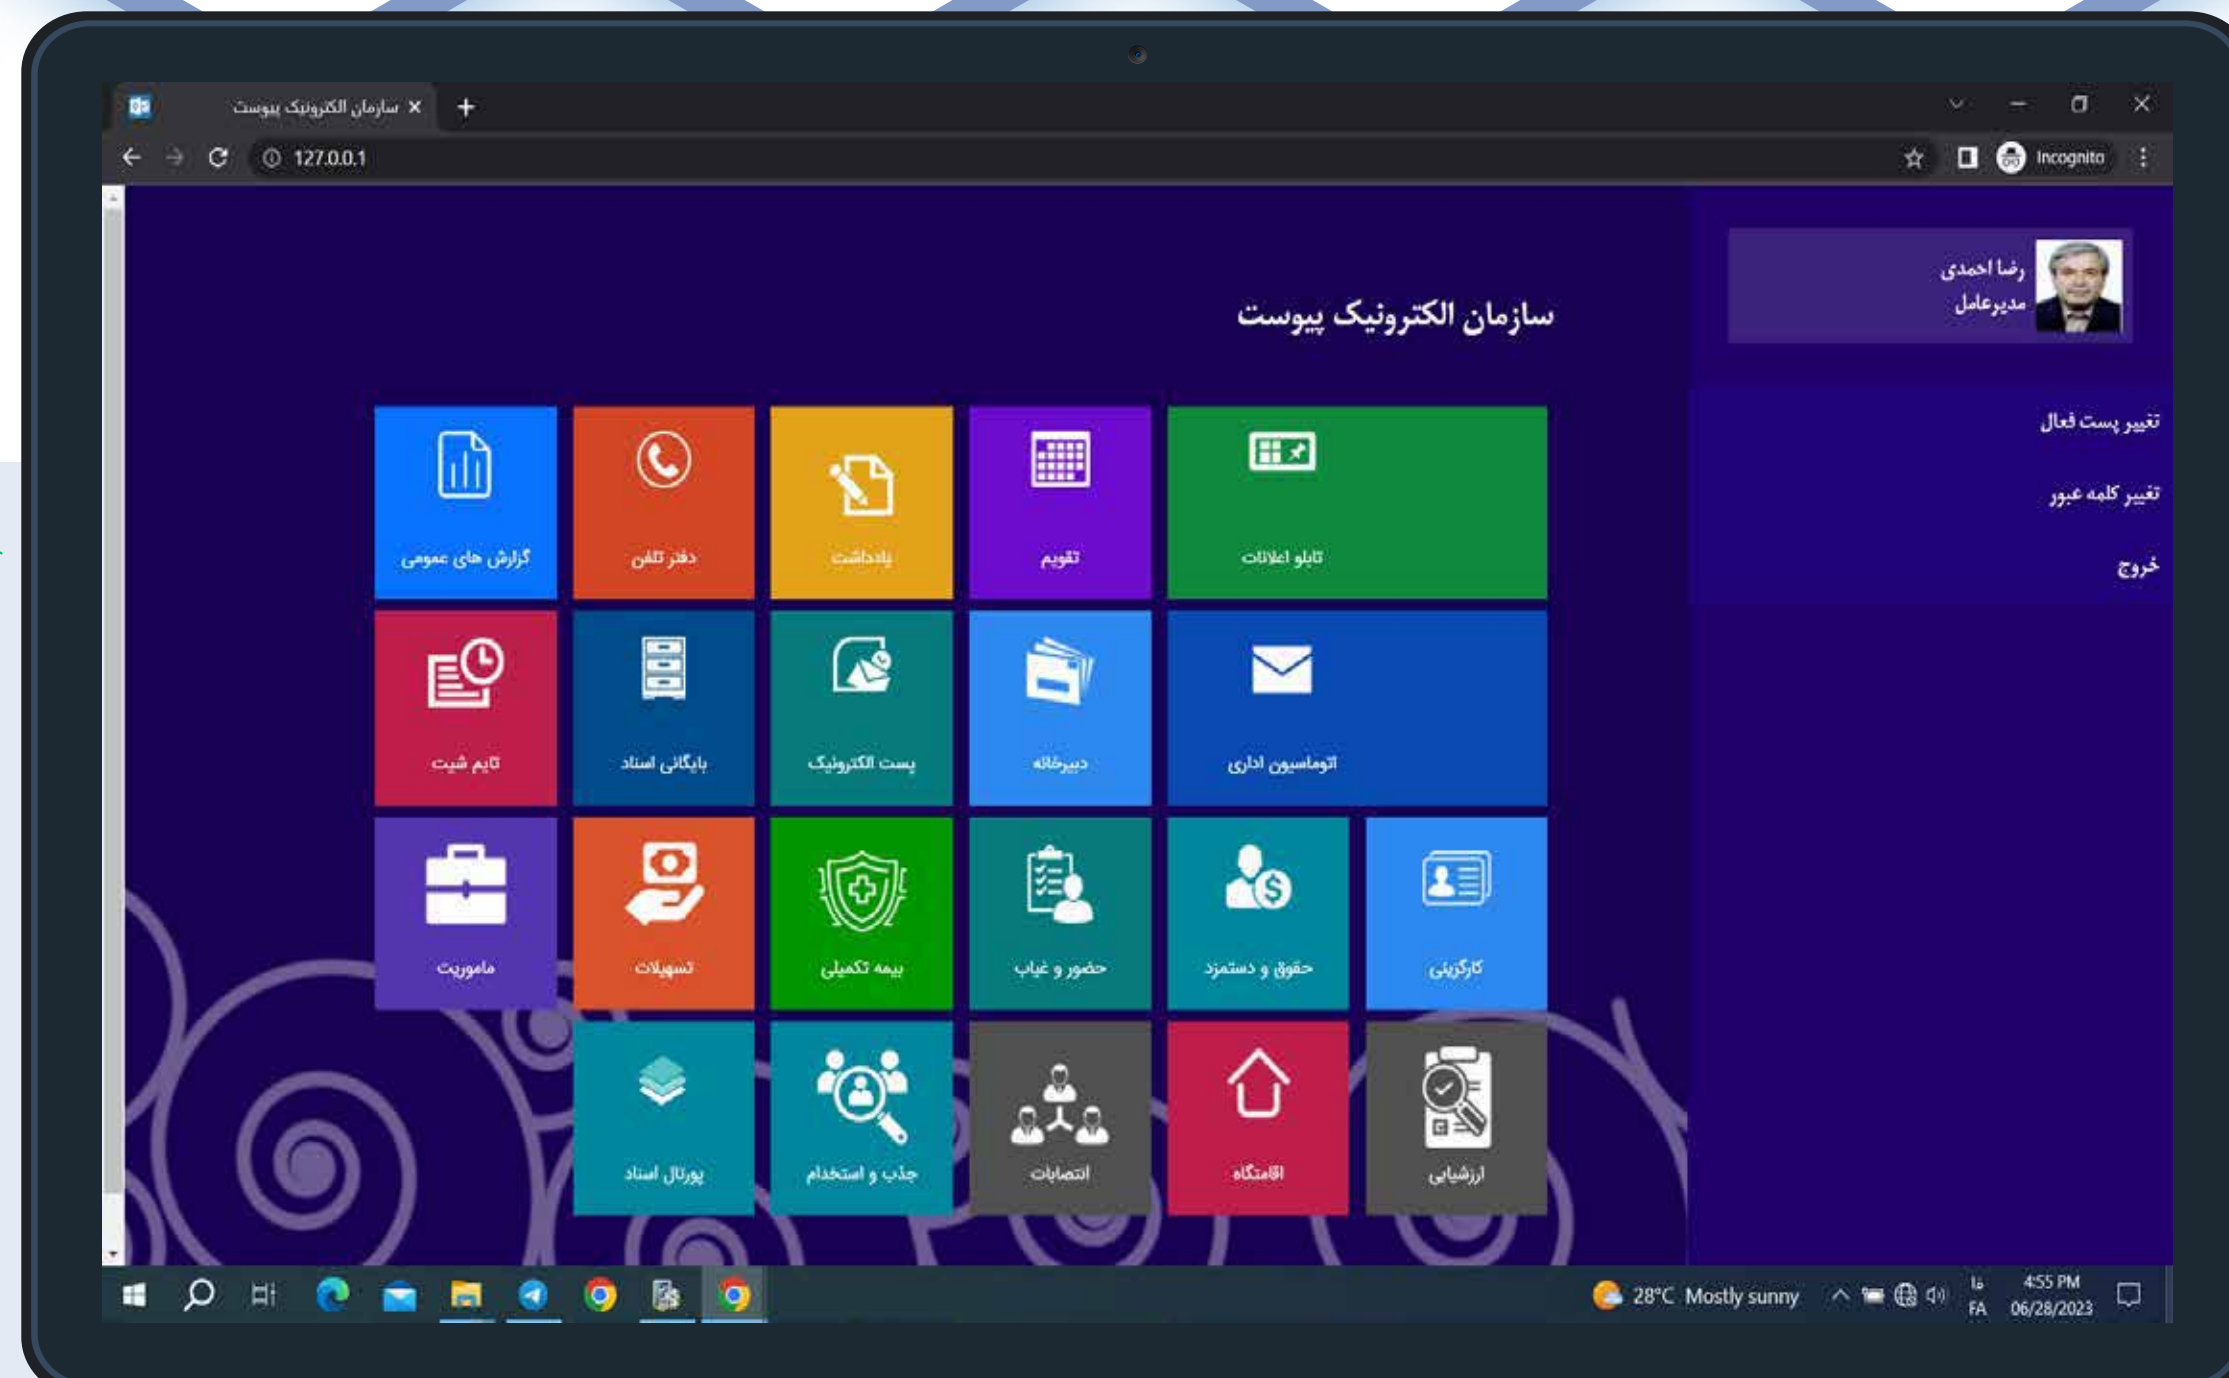 سازمان الکترونیک پیوست
127.0.0.1
Incognito
رضا احمدی
مدیرعامل
تغییر پست فعال
تغییر کلمه عبور
خروج
سازمان الکترونیک پیوست
تابلو اعلانات
تقویم
یادداشت
دفتر تلفن
گزارش های عمومی
اتوماسیون اداری
دبیرخانه
پست الکترونیک
بایگانی اسناد
تایم شیت
کارگزینی
حقوق و دستمزد
حضور و غیاب
بیمه تکمیلی
تسهیلات
ماموریت
ارزشیابی
اقامتگاه
انتصابات
جذب و استخدام
پورتال اسناد
28°C Mostly sunny
فا
FA
4:55 PM
06/28/2023